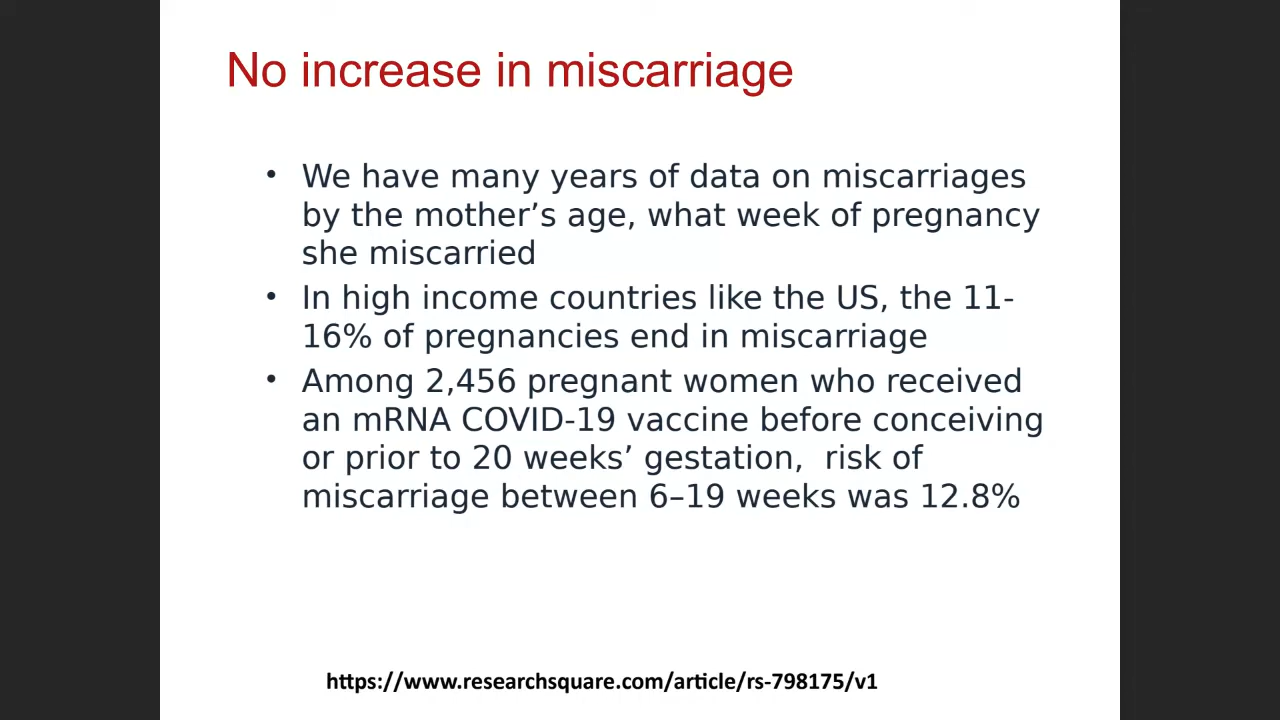 No increase in miscarriage
• We have many years of data on miscarriages
by the mother’s age, what week of pregnancy
she miscarried
• In high income countries like the US, the 11-
16% of pregnancies end in miscarriage
• Among 2,456 pregnant women who received
an mRNA COVID-19 vaccine before conceiving
or prior to 20 weeks’ gestation,  risk of
miscarriage between 6–19 weeks was 12.8%
https://www.researchsquare.com/article/rs-798175/v1